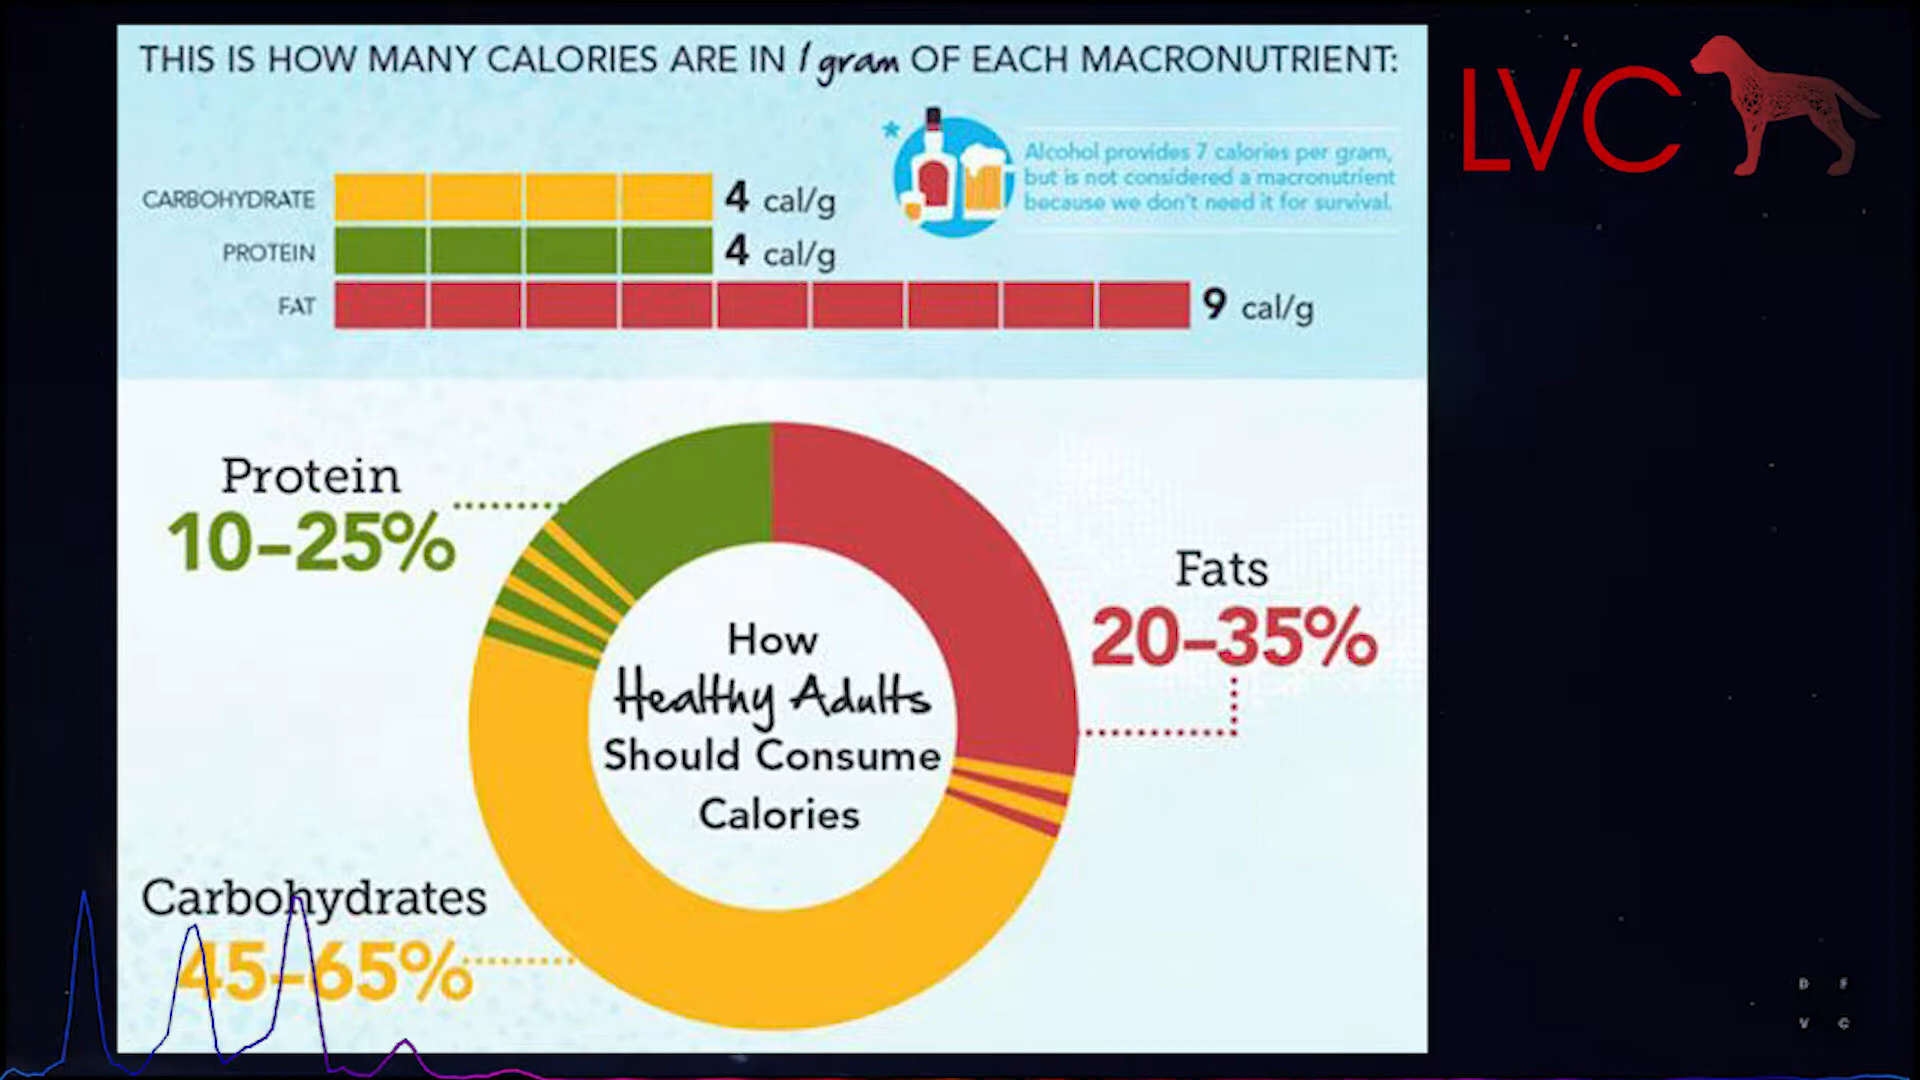 THIS IS HOW MANY CALORIES ARE IN 1 gram OF EACH MACRONUTRIENT:
LVC
*
Alcohol provides 7 calories per gram,
but is not considered a macronutrient
because we don't need it for survival.
CARBOHYDRATE 4 cal/g
PROTEIN 4 cal/g
FAT 9 cal/g
Protein
10–25%
Fats
20–35%
How
Healthy Adults
Should Consume
Calories
Carbohydrates
45–65%
D F
V C